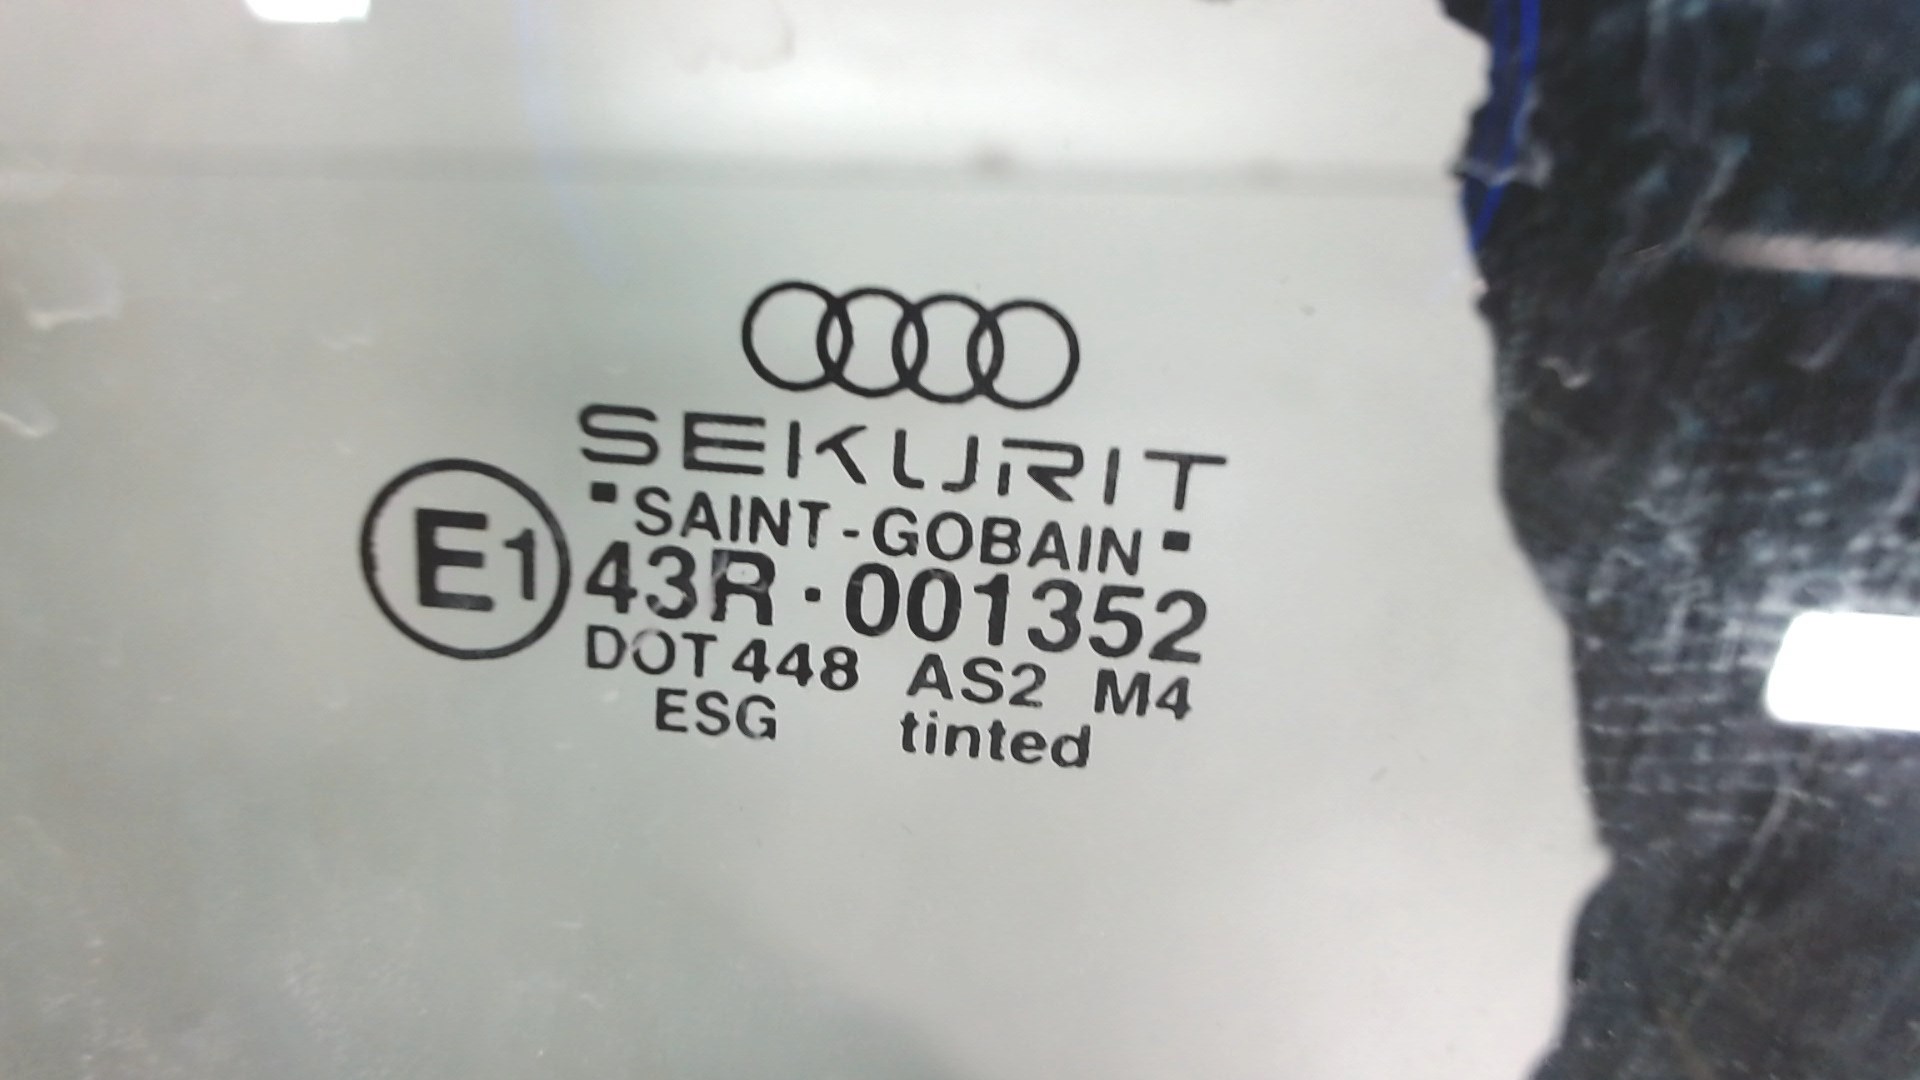 SEKURIT
SAINT-GOBAIN
E1 43R·001352
DOT 448 AS2 M4
ESG tinted